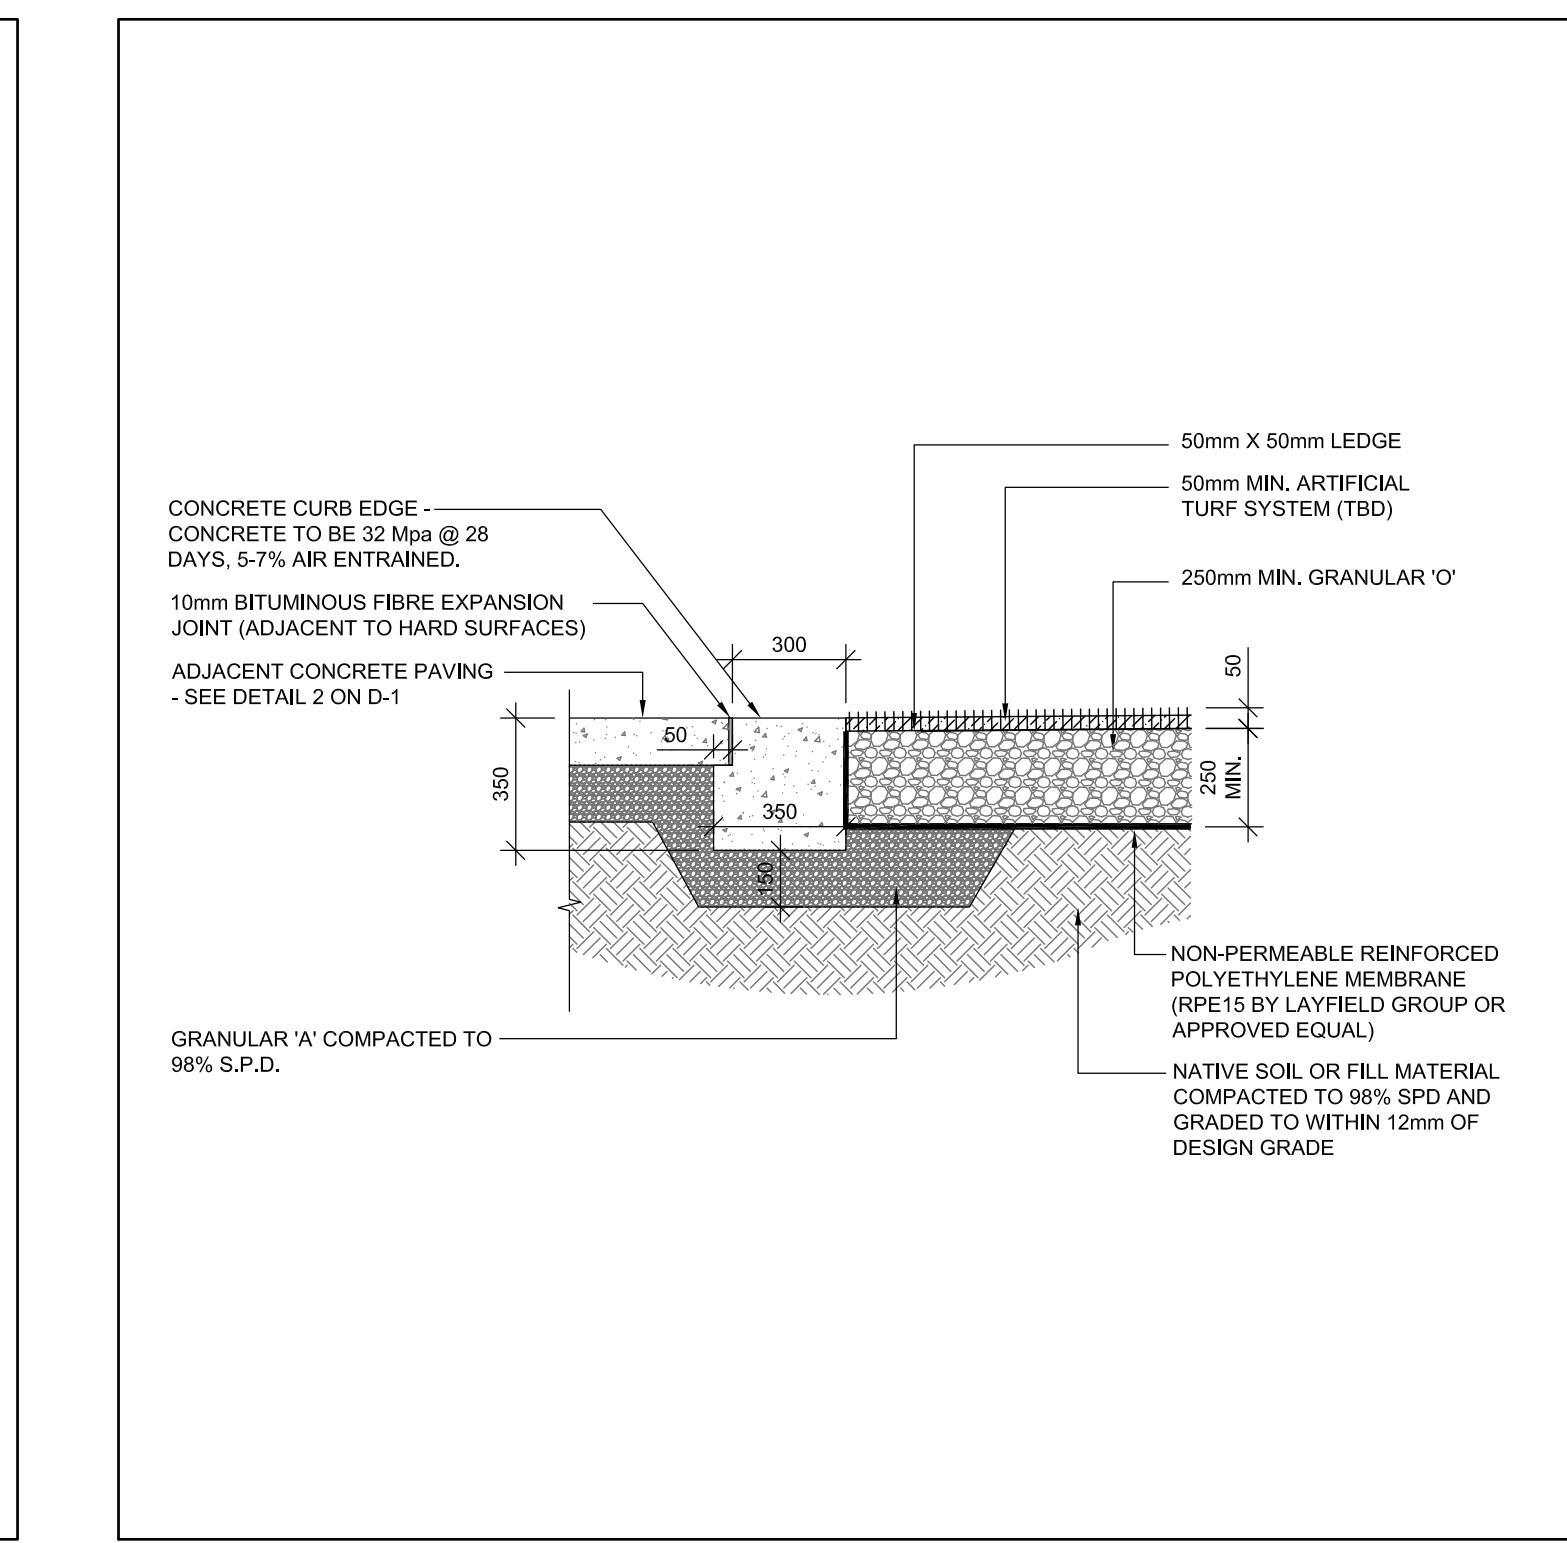 50mm X 50mm LEDGE
50mm MIN. ARTIFICIAL
TURF SYSTEM (TBD)
CONCRETE CURB EDGE -
CONCRETE TO BE 32 Mpa @ 28
DAYS, 5-7% AIR ENTRAINED.
250mm MIN. GRANULAR 'O'
10mm BITUMINOUS FIBRE EXPANSION
JOINT (ADJACENT TO HARD SURFACES)
ADJACENT CONCRETE PAVING
- SEE DETAIL 2 ON D-1
300
50
50
350
250
MIN.
350
150
NON-PERMEABLE REINFORCED
POLYETHYLENE MEMBRANE
(RPE15 BY LAYFIELD GROUP OR
APPROVED EQUAL)
GRANULAR 'A' COMPACTED TO
98% S.P.D.
NATIVE SOIL OR FILL MATERIAL
COMPACTED TO 98% SPD AND
GRADED TO WITHIN 12mm OF
DESIGN GRADE